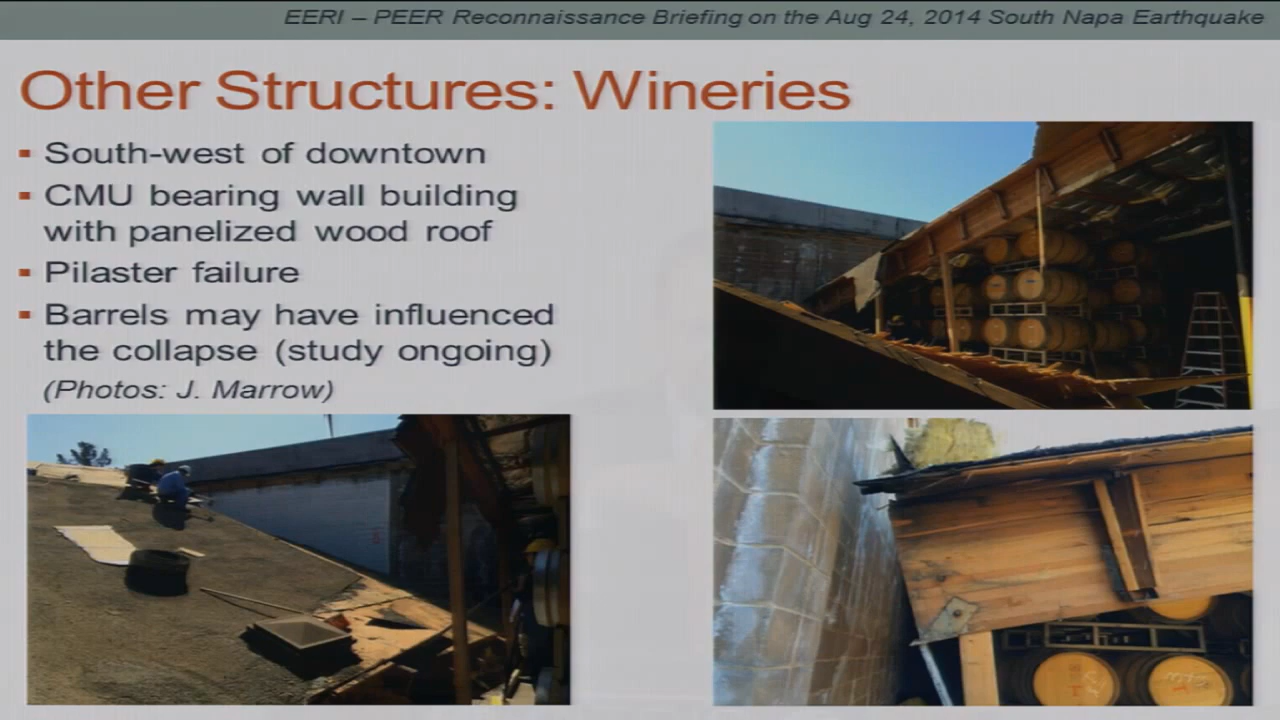 EERI – PEER Reconnaissance Briefing on the Aug 24, 2014 South Napa Earthquake
Other Structures: Wineries
▪ South-west of downtown
▪ CMU bearing wall building
with panelized wood roof
▪ Pilaster failure
▪ Barrels may have influenced
the collapse (study ongoing)
(Photos: J. Marrow)